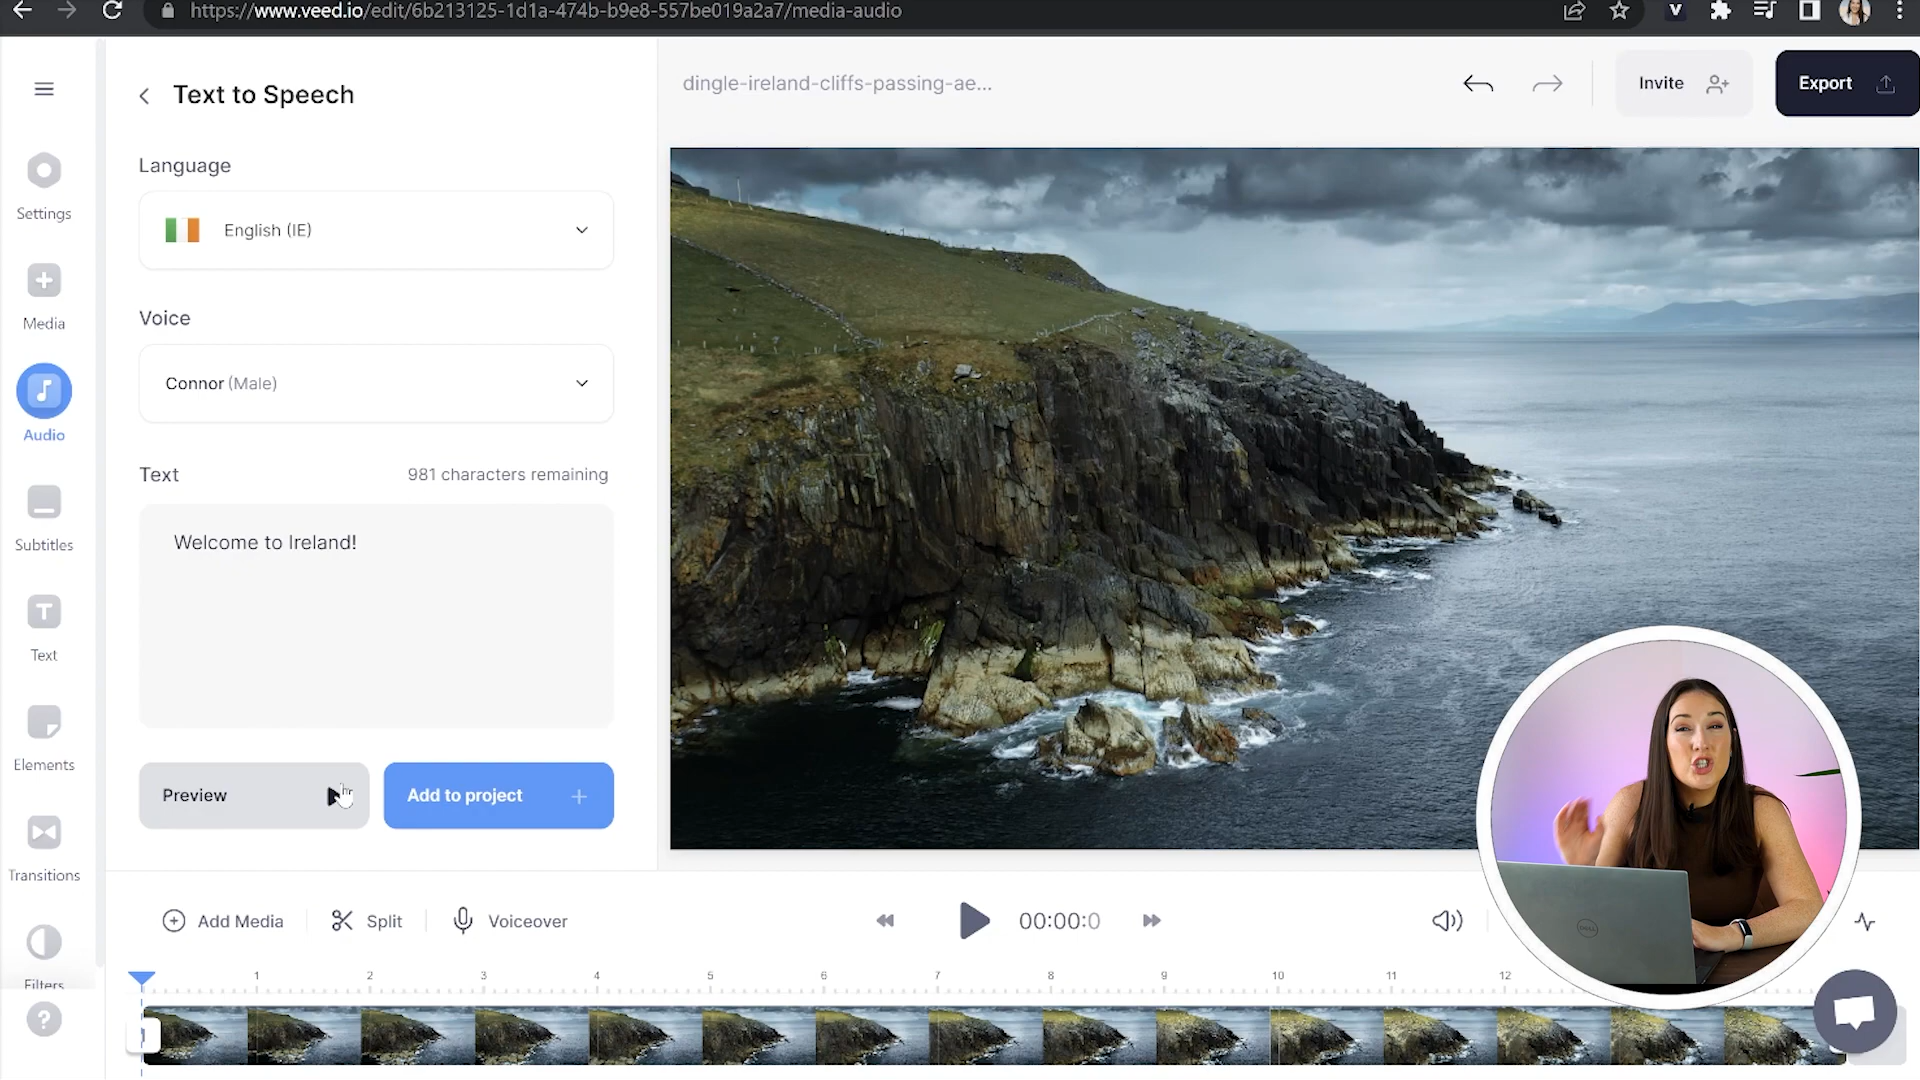 https://www.veed.io/edit/6b213125-1d1a-474b-b9e8-557be019a2a7/media-audio
Text to Speech
dingle-ireland-cliffs-passing-ae...
Invite
Export
Settings
Media
Audio
Subtitles
Text
Elements
Transitions
Filters
?
Language
English (IE)
Voice
Connor (Male)
Text
981 characters remaining
Welcome to Ireland!
Preview
Add to project
Add Media
Split
Voiceover
00:00:0
1 2 3 4 5 6 7 8 9 10 11 12
DELL